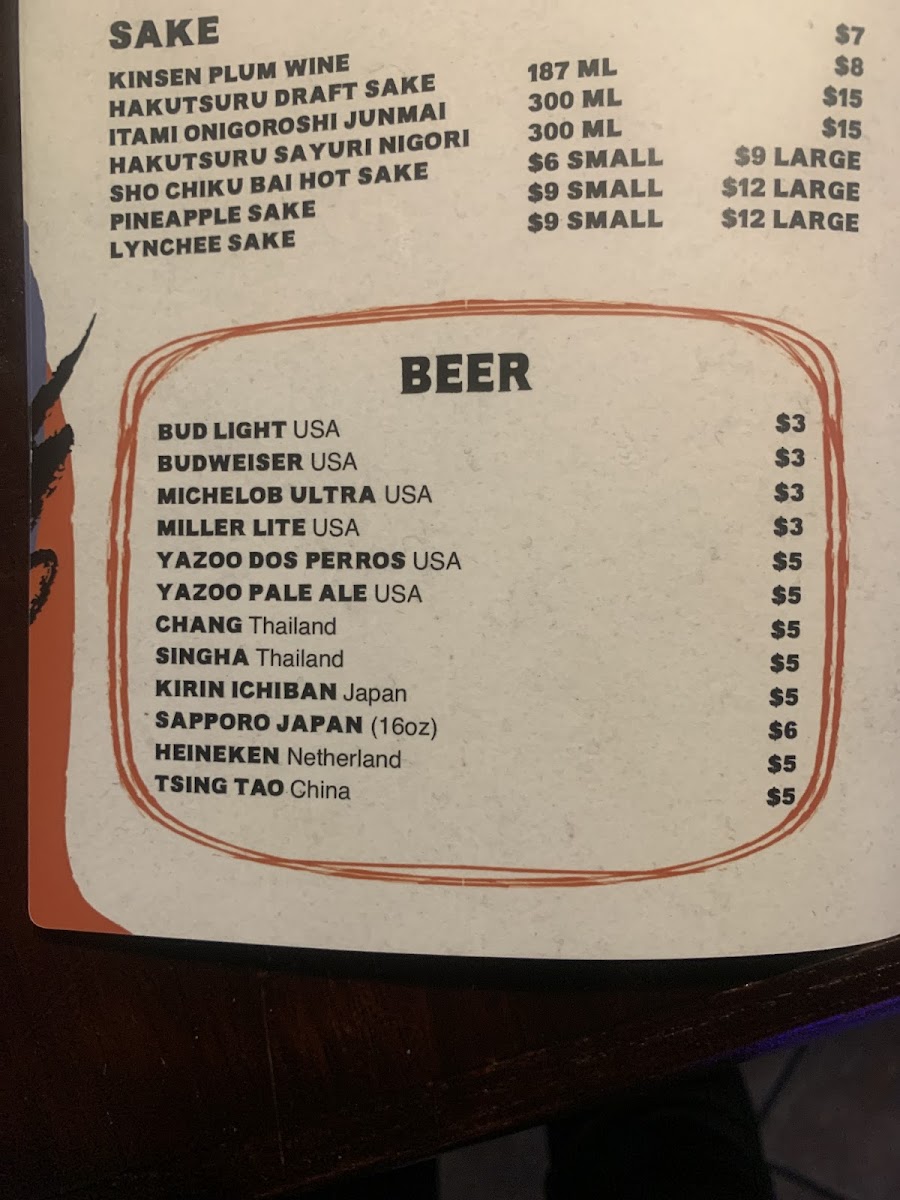 SAKE
KINSEN PLUM WINE $7
HAKUTSURU DRAFT SAKE 187 ML $8
ITAMI ONIGOROSHI JUNMAI 300 ML $15
HAKUTSURU SAYURI NIGORI 300 ML $15
SHO CHIKU BAI HOT SAKE $6 SMALL $9 LARGE
PINEAPPLE SAKE $9 SMALL $12 LARGE
LYNCHEE SAKE $9 SMALL $12 LARGE
BEER
BUD LIGHT USA $3
BUDWEISER USA $3
MICHELOB ULTRA USA $3
MILLER LITE USA $3
YAZOO DOS PERROS USA $5
YAZOO PALE ALE USA $5
CHANG Thailand $5
SINGHA Thailand $5
KIRIN ICHIBAN Japan $5
SAPPORO JAPAN (16oz) $6
HEINEKEN Netherland $5
TSING TAO China $5